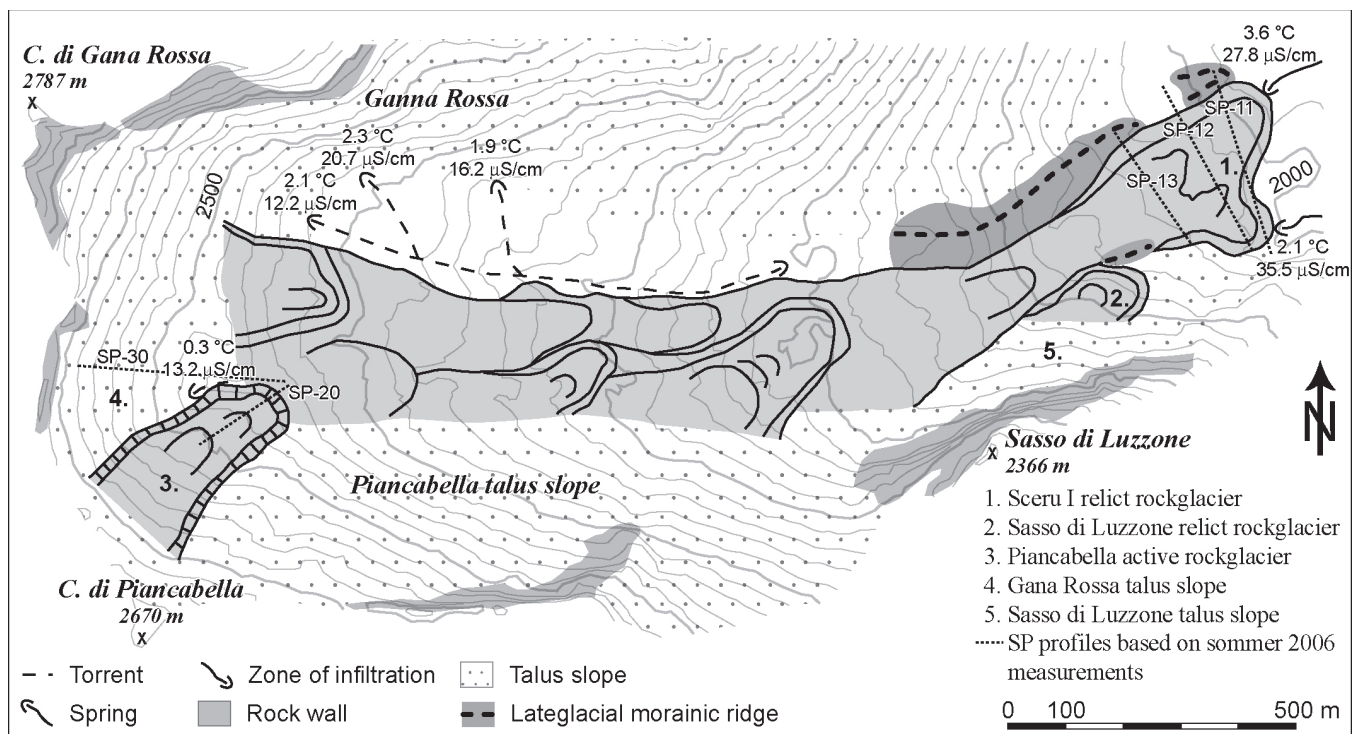 C. di Gana Rossa
2787 m
x
Ganna Rossa
3.6 °C
27.8 µS/cm
2.3 °C
20.7 µS/cm
1.9 °C
16.2 µS/cm
2.1 °C
12.2 µS/cm
2500
SP-11
SP-12
SP-13
1.
2000
2.1 °C
35.5 µS/cm
2.
5.
SP-30
0.3 °C
13.2 µS/cm
4.
SP-20
3.
Piancabella talus slope
C. di Piancabella
2670 m
x
Sasso di Luzzone
x 2366 m
N
1. Sceru I relict rockglacier
2. Sasso di Luzzone relict rockglacier
3. Piancabella active rockglacier
4. Gana Rossa talus slope
5. Sasso di Luzzone talus slope
SP profiles based on sommer 2006
measurements
Torrent
Zone of infiltration
Talus slope
Spring
Rock wall
Lateglacial morainic ridge
0 100 500 m